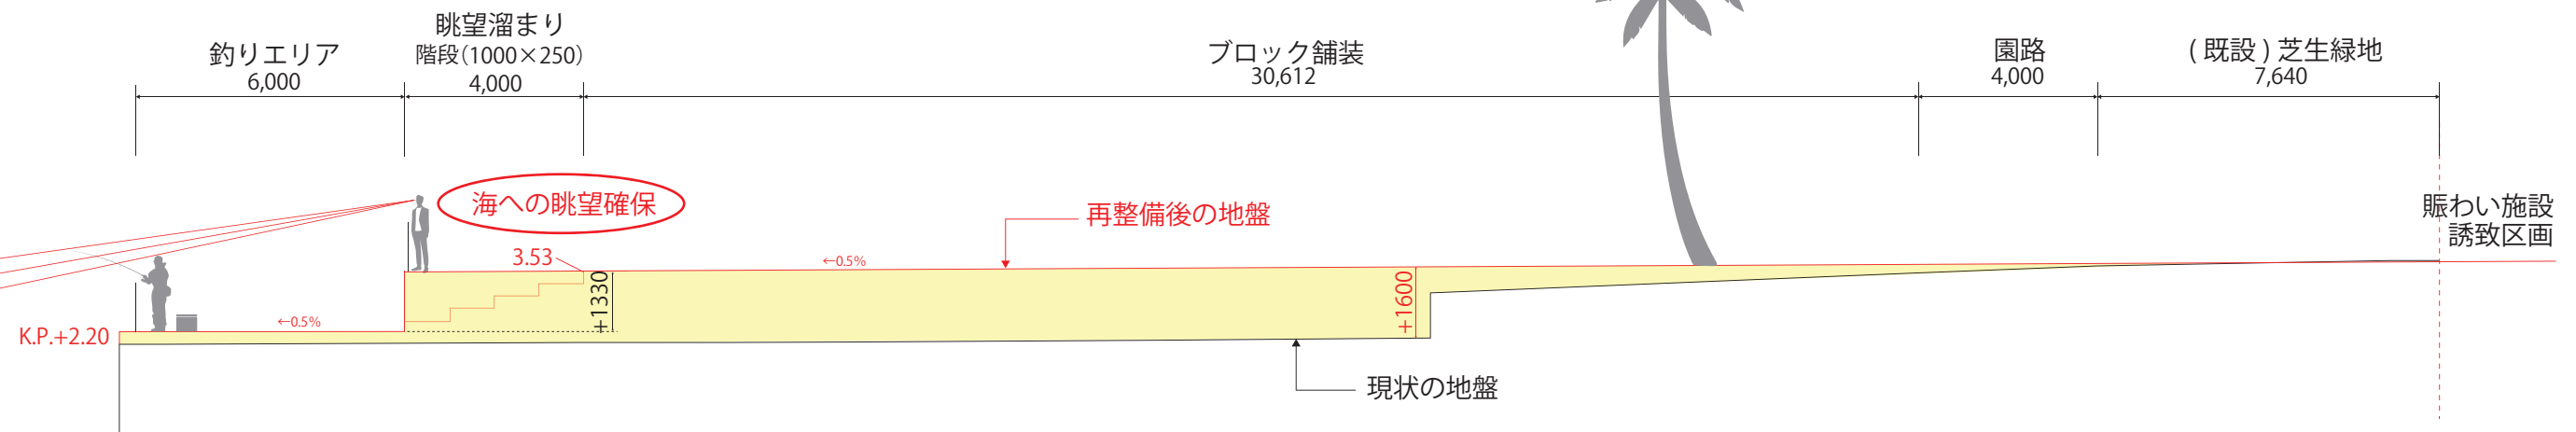 釣りエリア
6,000
眺望溜まり
階段(1000×250)
4,000
ブロック舗装
30,612
園路
4,000
( 既設 ) 芝生緑地
7,640
海への眺望確保
再整備後の地盤
賑わい施設
誘致区画
3.53
←0.5%
+1330
+1600
←0.5%
K.P.+2.20
現状の地盤